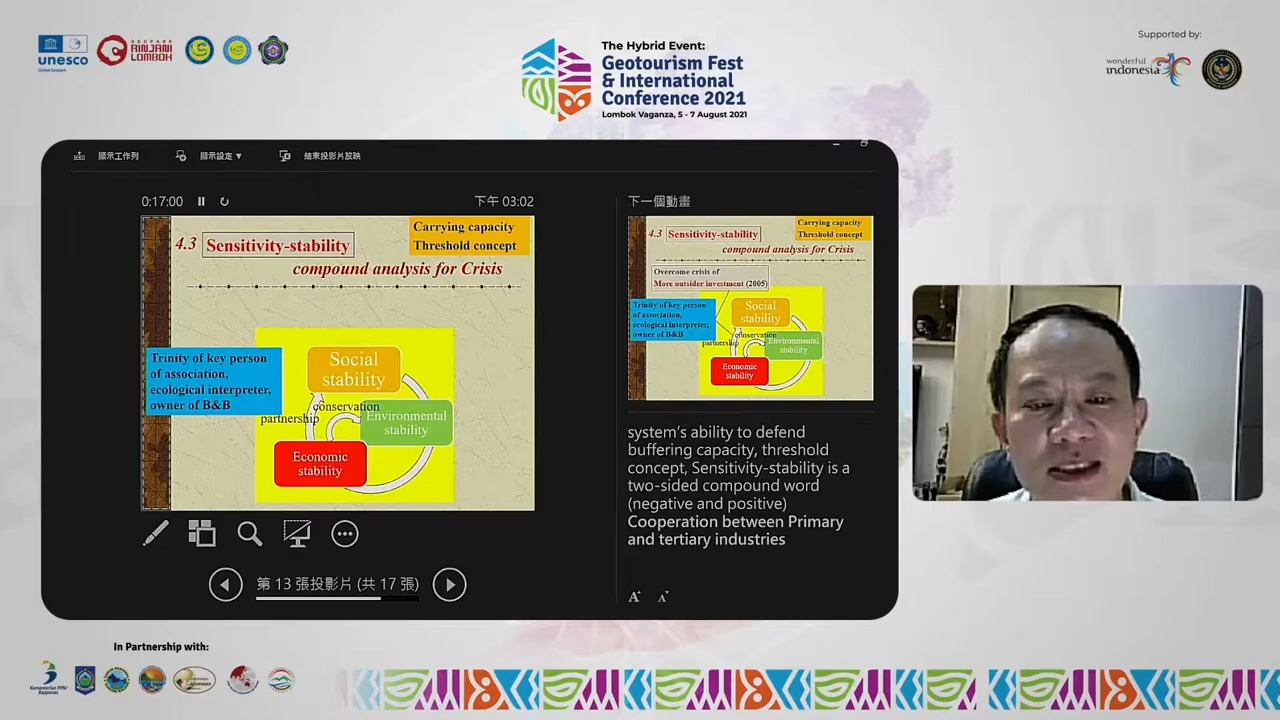 unesco
Global Geopark
GEOPARK
RINJANI
LOMBOK
The Hybrid Event:
Geotourism Fest
& International
Conference 2021
Lombok Vaganza, 5 - 7 August 2021
Supported by:
wonderful
indonesia
顯示工作列
顯示設定 ▼
結束投影片放映
0:17:00
下午 03:02
Carrying capacity
Threshold concept
4.3 Sensitivity-stability
compound analysis for Crisis
Trinity of key person
of association,
ecological interpreter,
owner of B&B
Social
stability
conservation
partnership
Environmental
stability
Economic
stability
第 13 張投影片 (共 17 張)
下一個動畫
Carrying capacity
Threshold concept
4.3 Sensitivity-stability
compound analysis for Crisis
Overcome crisis of
More outsider investment (2005)
Trinity of key person
of association,
ecological interpreter,
owner of B&B
Social
stability
conservation
partnership
Environmental
stability
Economic
stability
system's ability to defend
buffering capacity, threshold
concept, Sensitivity-stability is a
two-sided compound word
(negative and positive)
Cooperation between Primary
and tertiary industries
A A
In Partnership with:
Kementerian PPN/
Bappenas